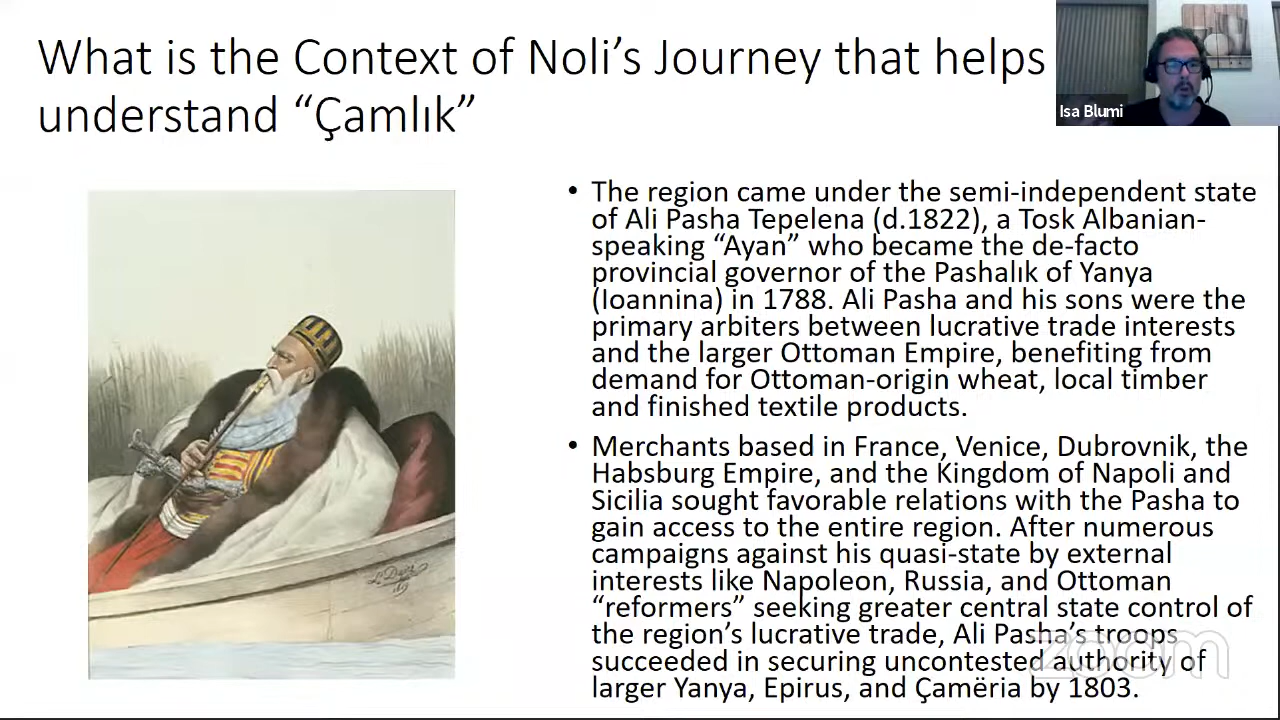 What is the Context of Noli’s Journey that helps
understand “Çamlık”
Isa Blumi
• The region came under the semi-independent state
of Ali Pasha Tepelena (d.1822), a Tosk Albanian-
speaking “Ayan” who became the de-facto
provincial governor of the Pashalık of Yanya
(Ioannina) in 1788. Ali Pasha and his sons were the
primary arbiters between lucrative trade interests
and the larger Ottoman Empire, benefiting from
demand for Ottoman-origin wheat, local timber
and finished textile products.
• Merchants based in France, Venice, Dubrovnik, the
Habsburg Empire, and the Kingdom of Napoli and
Sicilia sought favorable relations with the Pasha to
gain access to the entire region. After numerous
campaigns against his quasi-state by external
interests like Napoleon, Russia, and Ottoman
“reformers” seeking greater central state control of
the region’s lucrative trade, Ali Pasha’s troops
succeeded in securing uncontested authority of
larger Yanya, Epirus, and Çamëria by 1803.
zoom